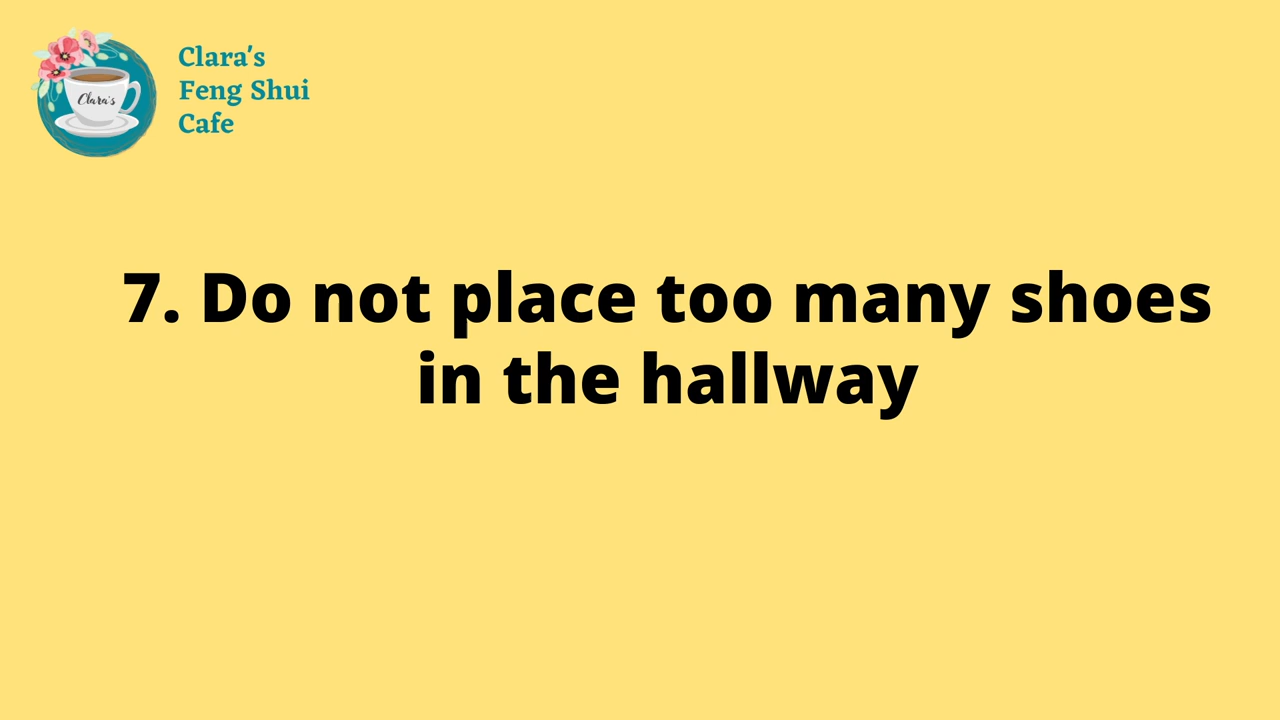 Clara's
Feng Shui
Cafe
Clara's
7. Do not place too many shoes
in the hallway